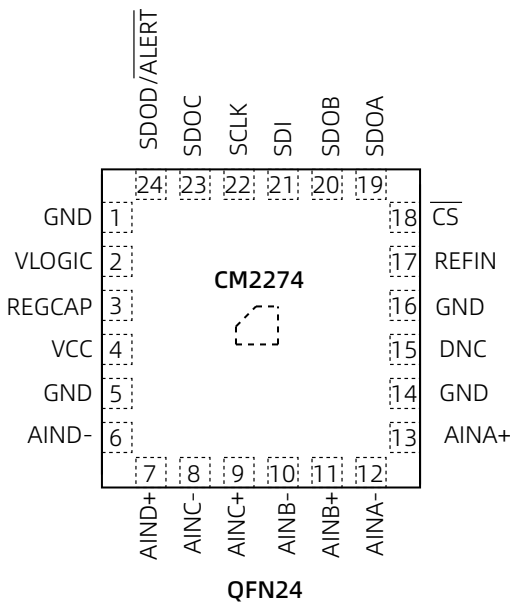 SDOD/ALERT
SDOC
SCLK
SDI
SDOB
SDOA
24 23 22 21 20 19
GND 1
VLOGIC 2
REGCAP 3
VCC 4
GND 5
AIND- 6
CM2274
18 CS
17 REFIN
16 GND
15 DNC
14 GND
13 AINA+
7 8 9 10 11 12
AIND+
AINC-
AINC+
AINB-
AINB+
AINA-
QFN24